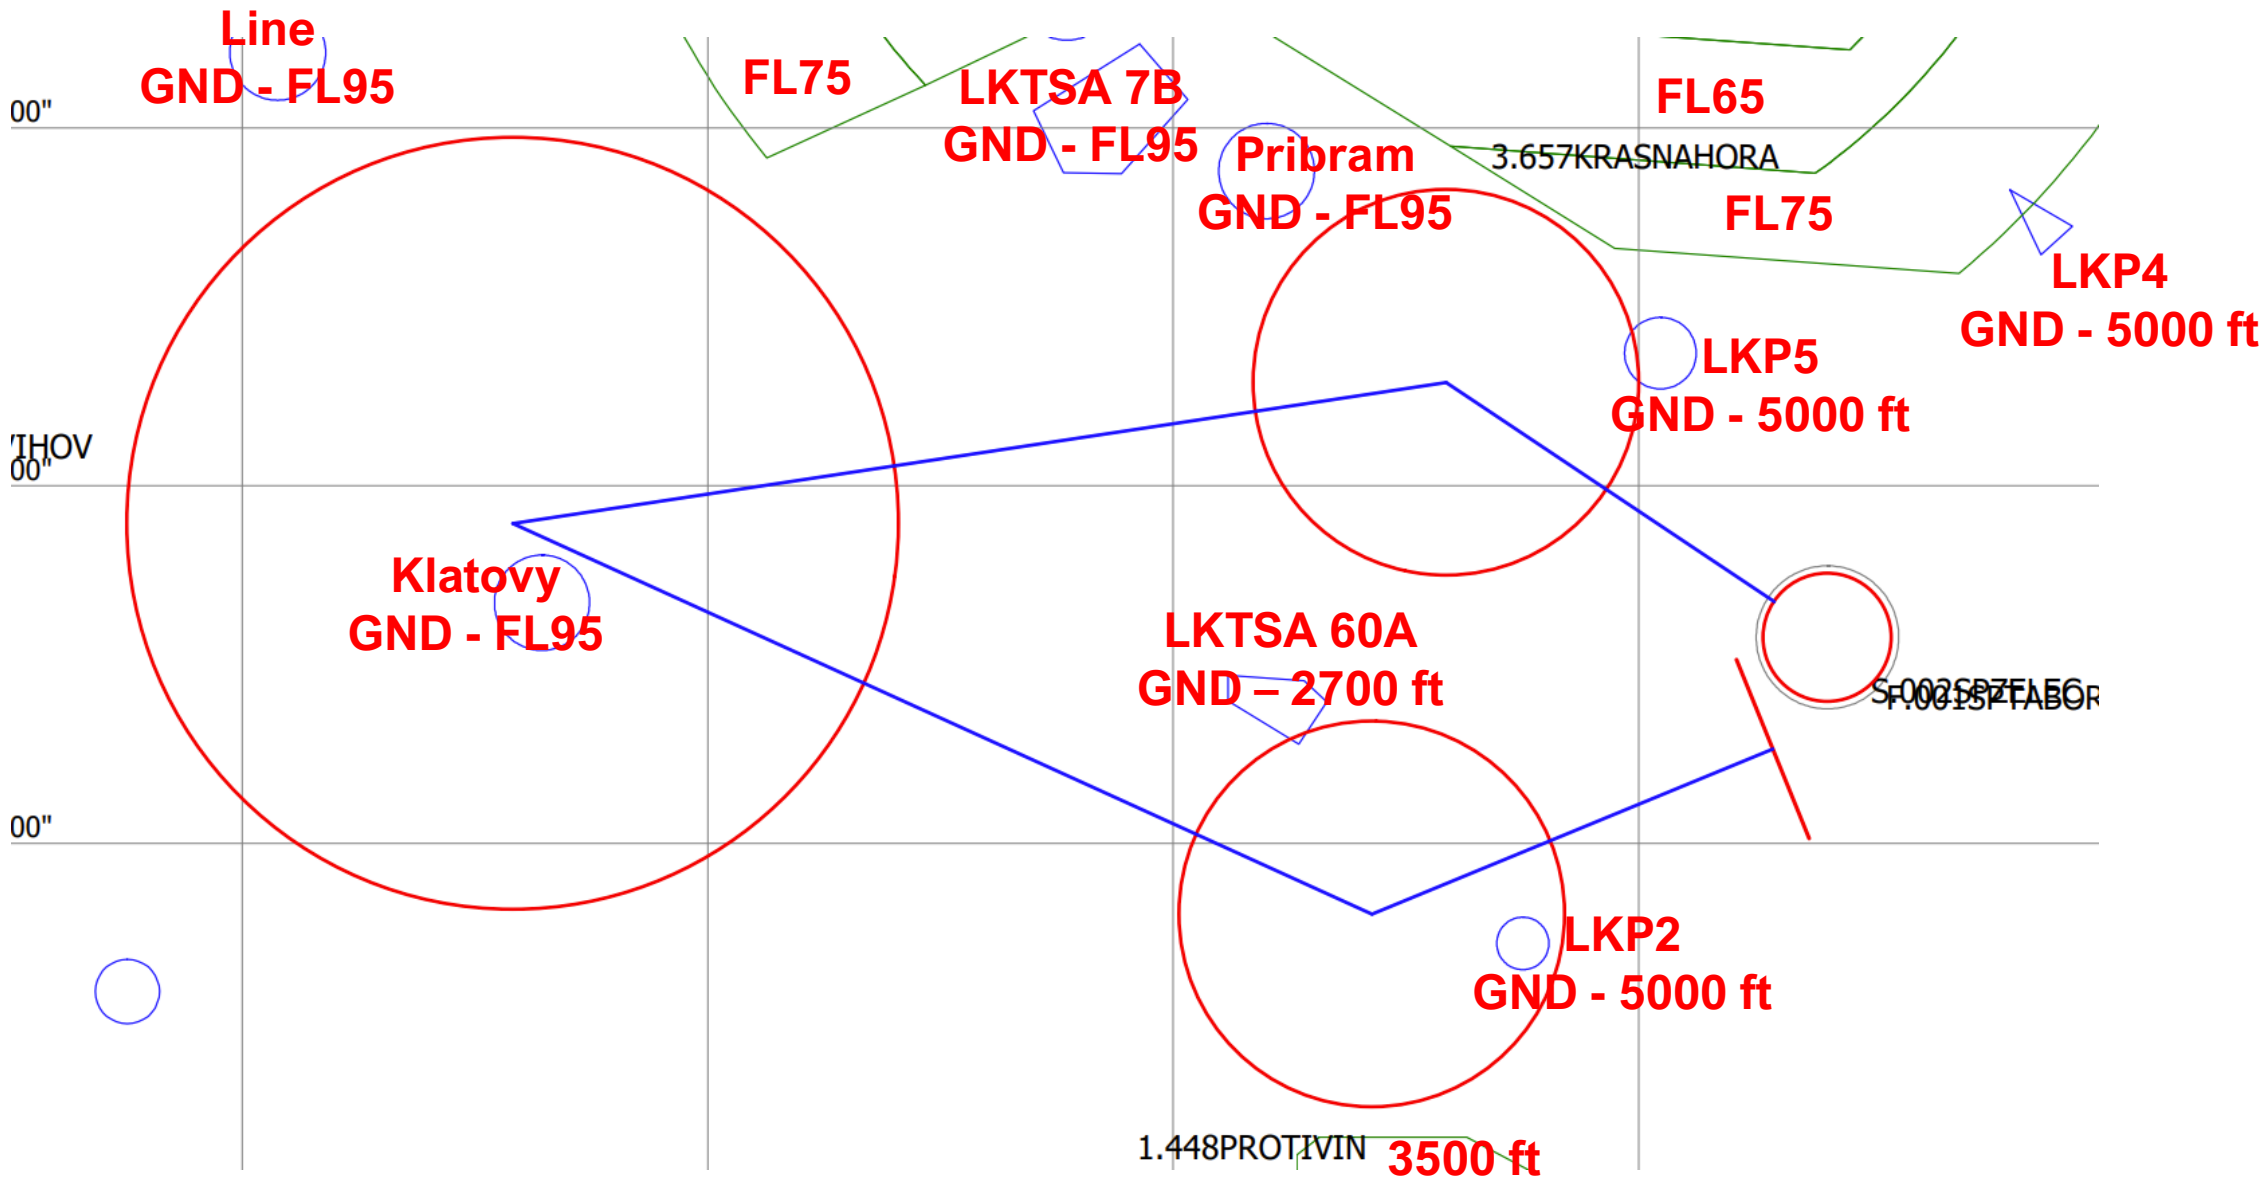 Line
GND - FL95
FL75
LKTSA 7B
GND - FL95
FL65
00"
Pribram
GND - FL95
3.657KRASNAHORA
FL75
LKP4
GND - 5000 ft
LKP5
GND - 5000 ft
00"
Klatovy
GND - FL95
LKTSA 60A
GND – 2700 ft
00"
LKP2
GND - 5000 ft
1.448PROTIVIN
3500 ft